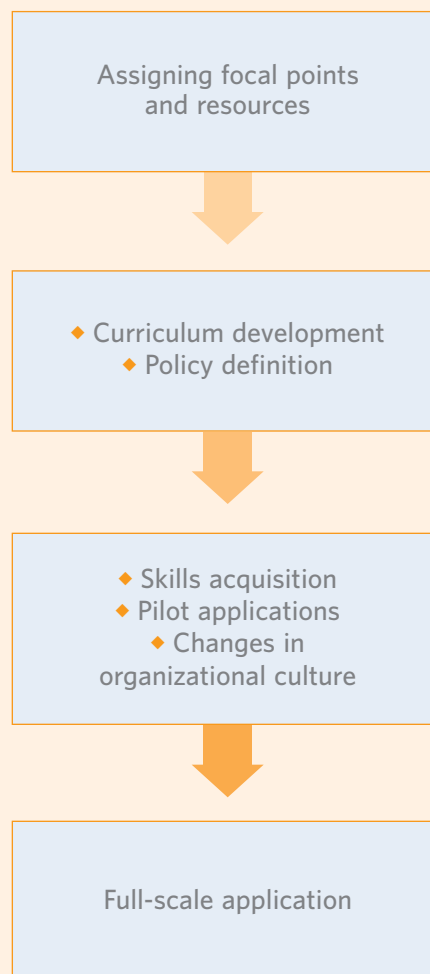 Assigning focal points
and resources
◆ Curriculum development
◆ Policy definition
◆ Skills acquisition
◆ Pilot applications
◆ Changes in
organizational culture
Full-scale application